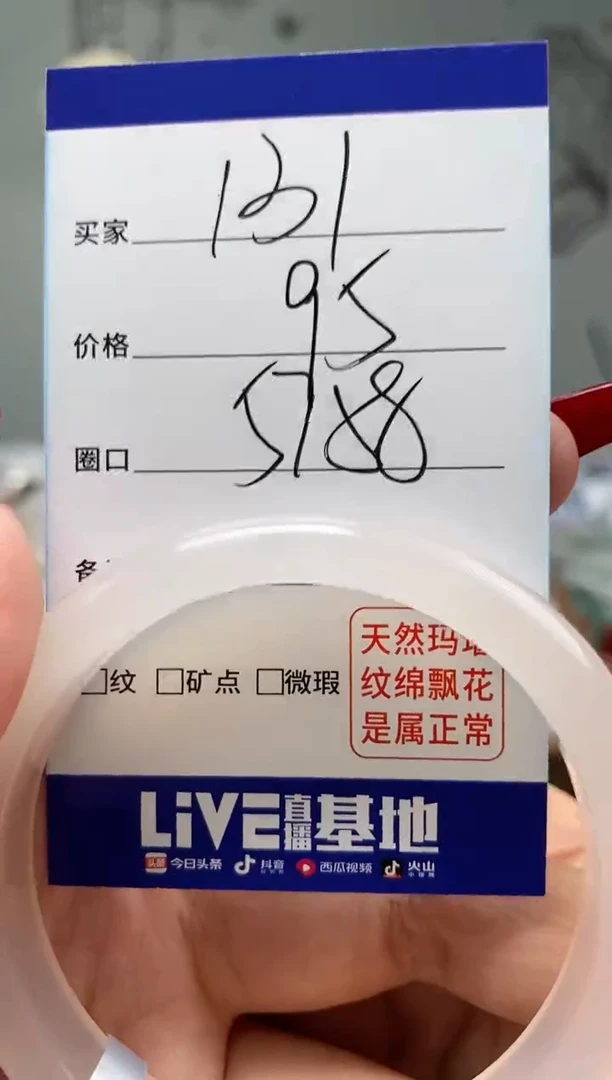 买家 131
价格 95
圈口 5788
备
纹 矿点 微瑕
天然玛瑙
纹绵飘花
是属正常
LiVE直播基地
今日头条 抖音 西瓜视频 火山